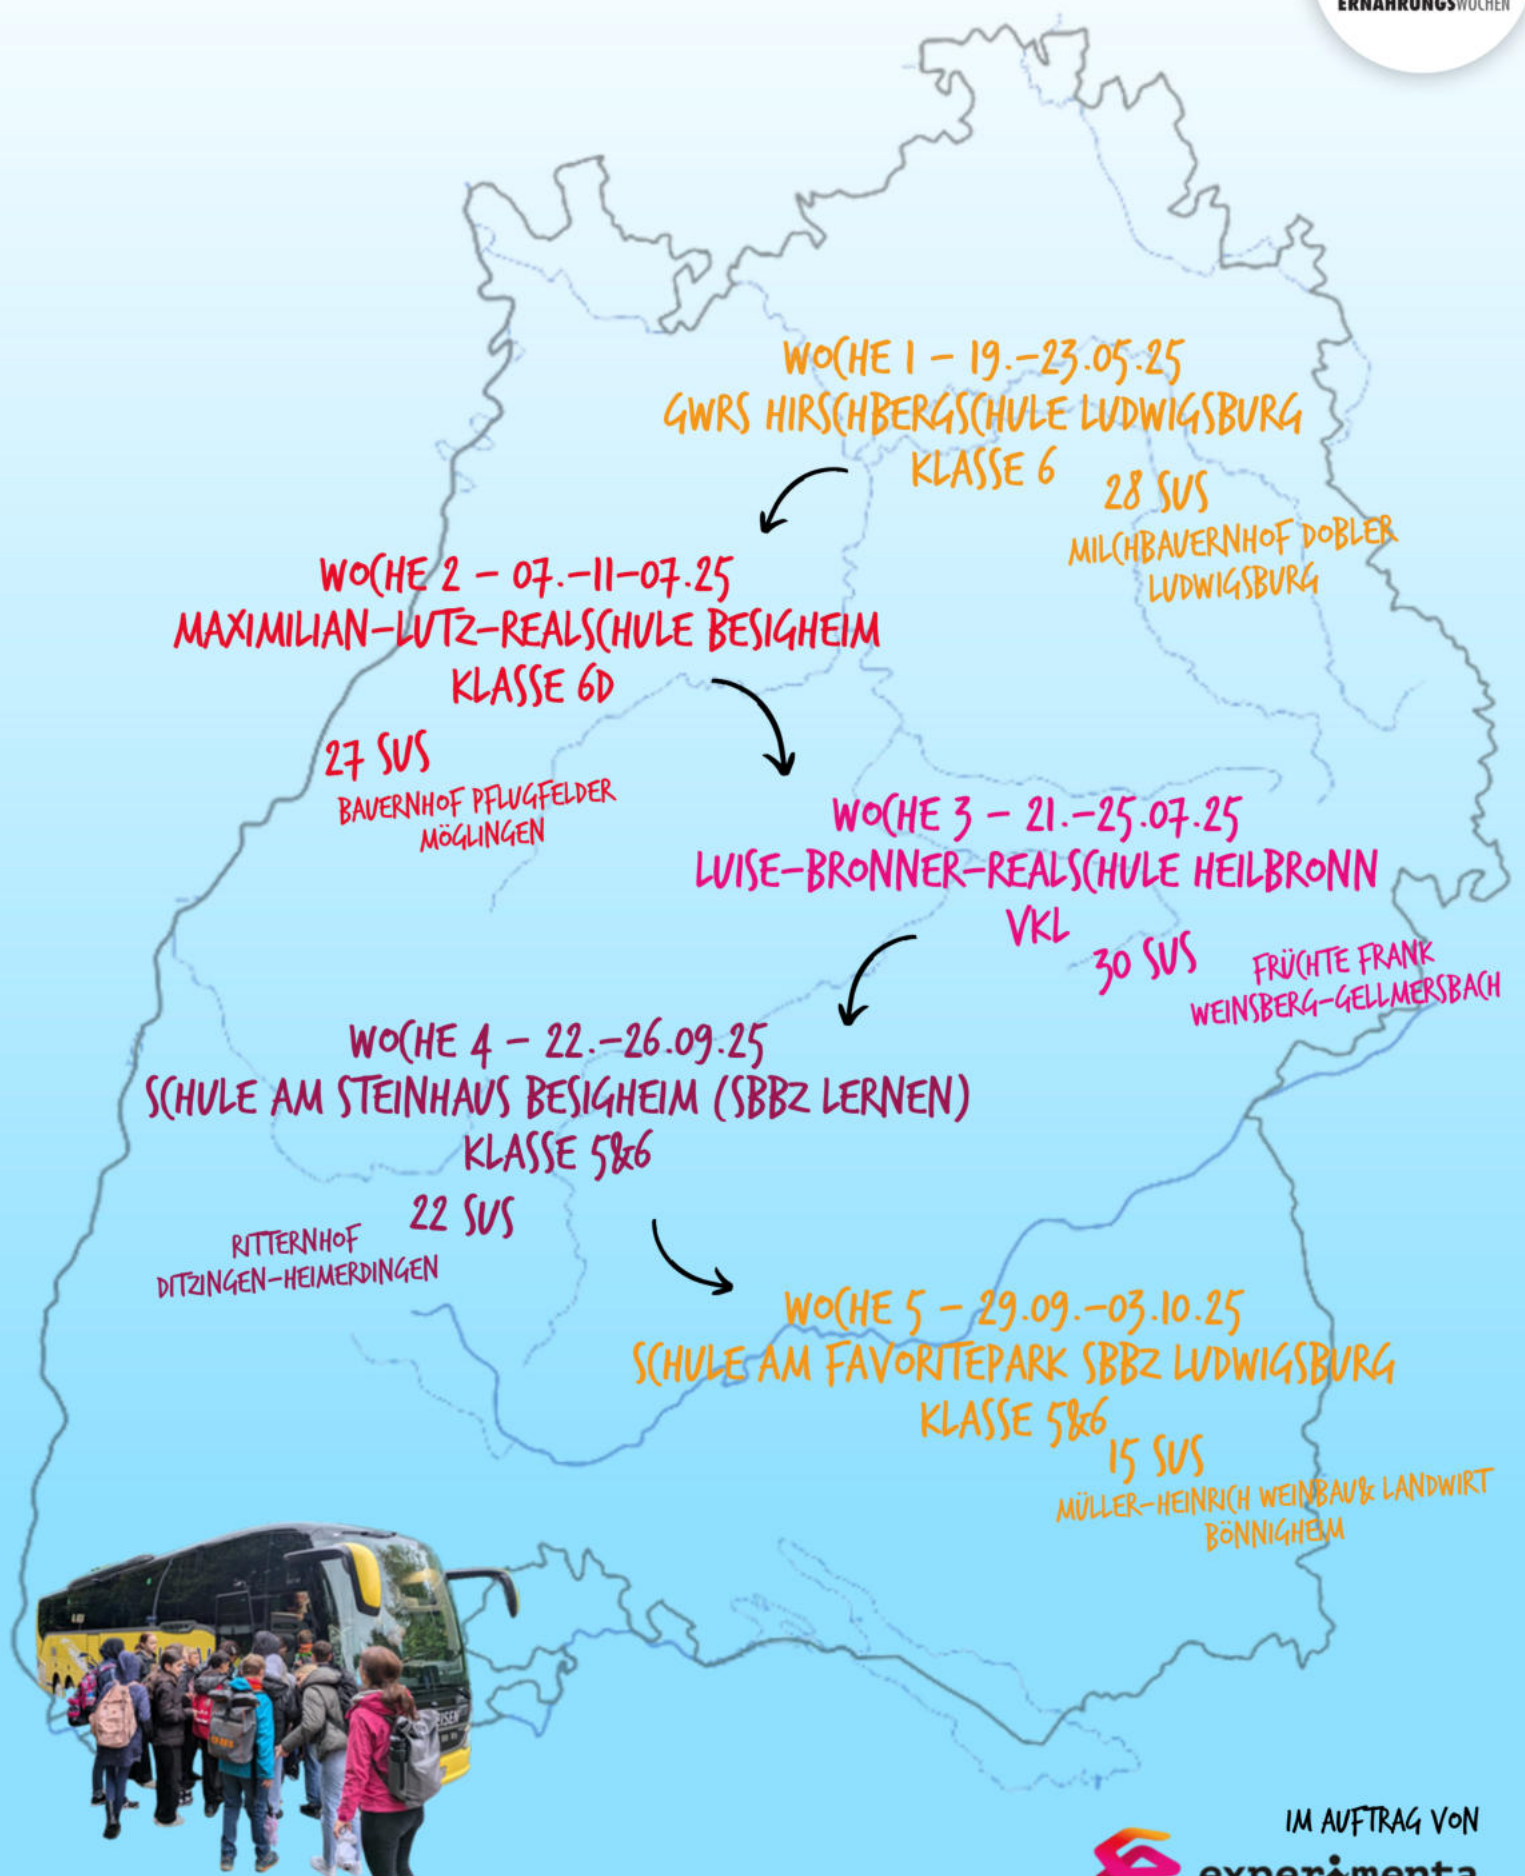 ERNÄHRUNGSWOCHEN
WOCHE 1 – 19.–23.05.25
GWRS HIRSCHBERGSCHULE LUDWIGSBURG
KLASSE 6
28 SUS
MILCHBAUERNHOF DOBLER
LUDWIGSBURG
WOCHE 2 – 07.–11–07.25
MAXIMILIAN–LUTZ–REALSCHULE BESIGHEIM
KLASSE 6D
27 SUS
BAUERNHOF PFLUGFELDER
MÖGLINGEN
WOCHE 3 – 21.–25.07.25
LUISE–BRONNER–REALSCHULE HEILBRONN
VKL
30 SUS
FRÜCHTE FRANK
WEINSBERG–GELLMERSBACH
WOCHE 4 – 22.–26.09.25
SCHULE AM STEINHAUS BESIGHEIM (SBBZ LERNEN)
KLASSE 5&6
22 SUS
RITTERNHOF
DITZINGEN–HEIMERDINGEN
WOCHE 5 – 29.09.–03.10.25
SCHULE AM FAVORITEPARK SBBZ LUDWIGSBURG
KLASSE 5&6
15 SUS
MÜLLER–HEINRICH WEINBAU& LANDWIRT
BÖNNIGHEIM
IM AUFTRAG VON
experimenta